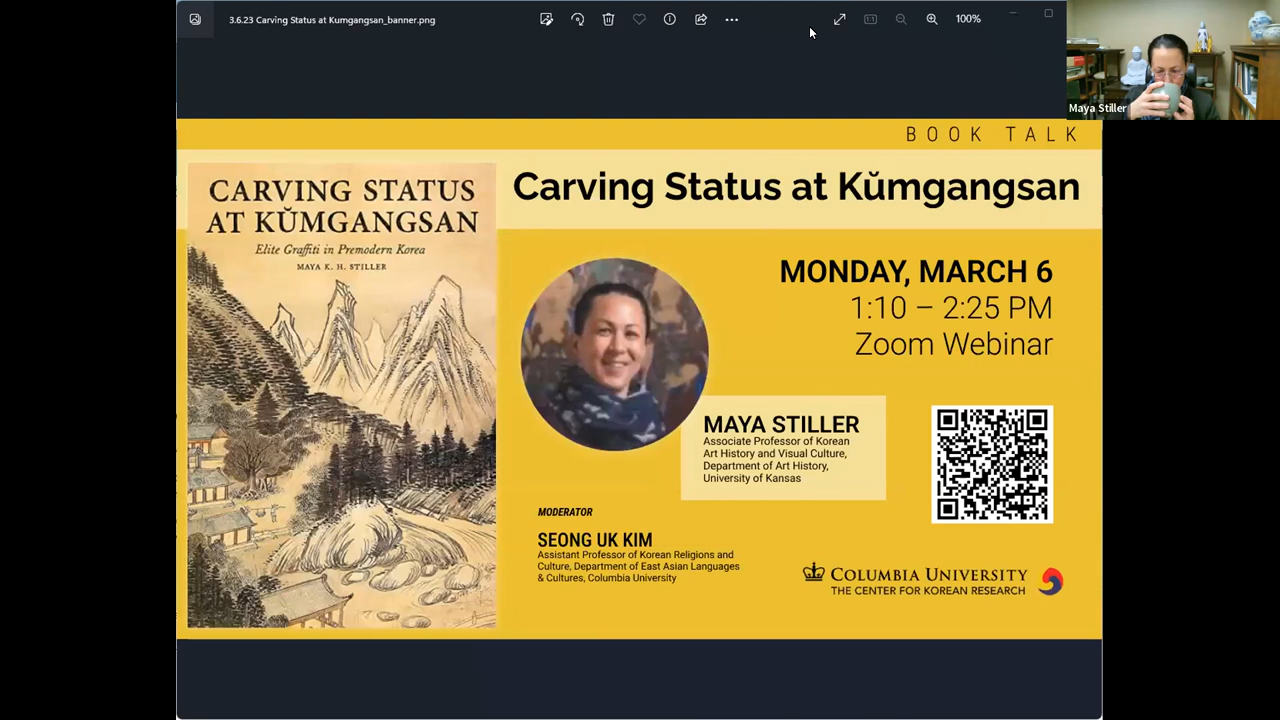 3.6.23 Carving Status at Kumgangsan_banner.png
100%
Maya Stiller
BOOK TALK
CARVING STATUS
AT KŬMGANGSAN
Elite Graffiti in Premodern Korea
MAYA K. H. STILLER
Carving Status at Kŭmgangsan
MONDAY, MARCH 6
1:10 – 2:25 PM
Zoom Webinar
MAYA STILLER
Associate Professor of Korean
Art History and Visual Culture,
Department of Art History,
University of Kansas
MODERATOR
SEONG UK KIM
Assistant Professor of Korean Religions and
Culture, Department of East Asian Languages
& Cultures, Columbia University
COLUMBIA UNIVERSITY
THE CENTER FOR KOREAN RESEARCH